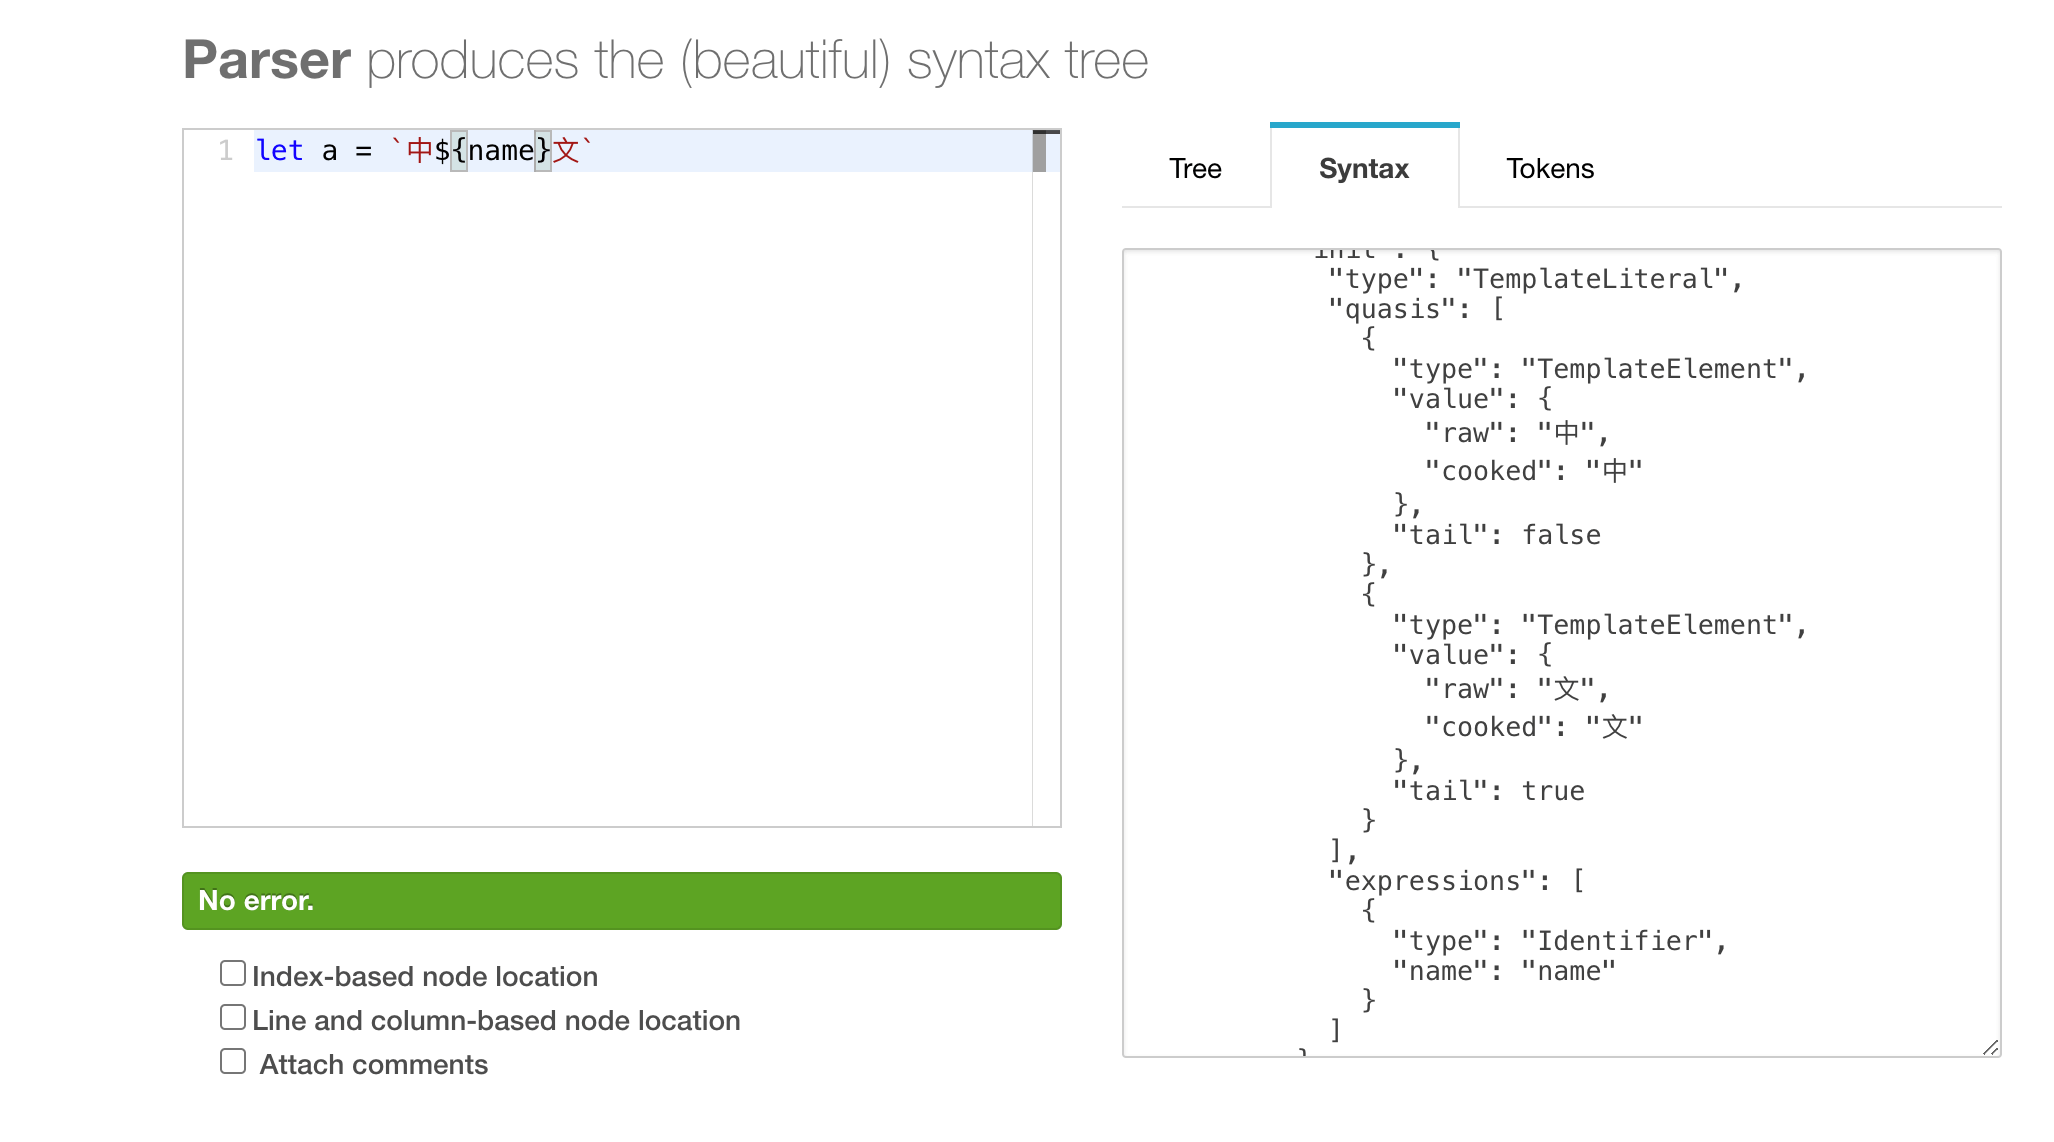 Parser produces the (beautiful) syntax tree
1 let a = `中${name}文`
No error.
Index-based node location
Line and column-based node location
Attach comments
Tree Syntax Tokens
"init": {
"type": "TemplateLiteral",
"quasis": [
{
"type": "TemplateElement",
"value": {
"raw": "中",
"cooked": "中"
},
"tail": false
},
{
"type": "TemplateElement",
"value": {
"raw": "文",
"cooked": "文"
},
"tail": true
}
],
"expressions": [
{
"type": "Identifier",
"name": "name"
}
]
}